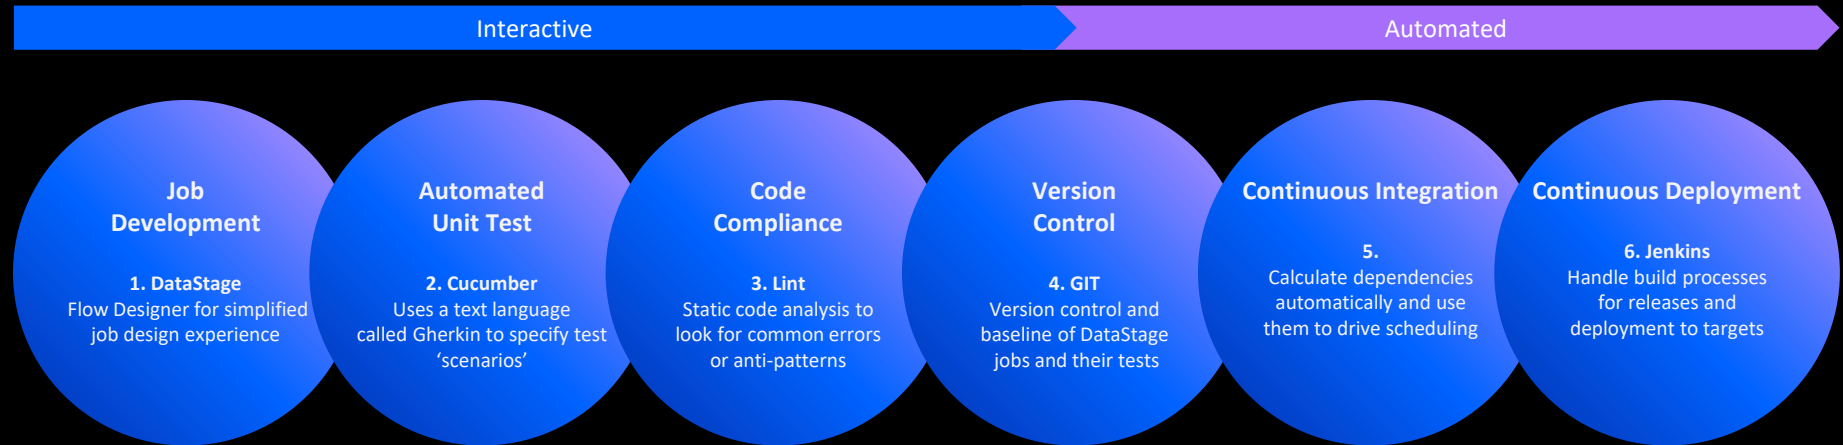 Interactive
Automated
Job
Development
1. DataStage
Flow Designer for simplified
job design experience
Automated
Unit Test
2. Cucumber
Uses a text language
called Gherkin to specify test
‘scenarios’
Code
Compliance
3. Lint
Static code analysis to
look for common errors
or anti-patterns
Version
Control
4. GIT
Version control and
baseline of DataStage
jobs and their tests
Continuous Integration
5.
Calculate dependencies
automatically and use
them to drive scheduling
Continuous Deployment
6. Jenkins
Handle build processes
for releases and
deployment to targets